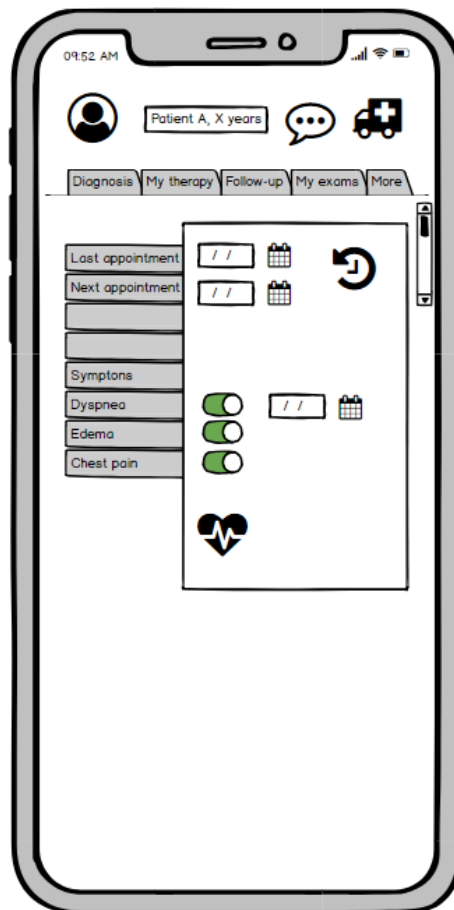 09:52 AM
Patient A, X years
Diagnosis My therapy Follow-up My exams More
Last appointment / /
Next appointment / /
Symptons
Dyspnea / /
Edema
Chest pain